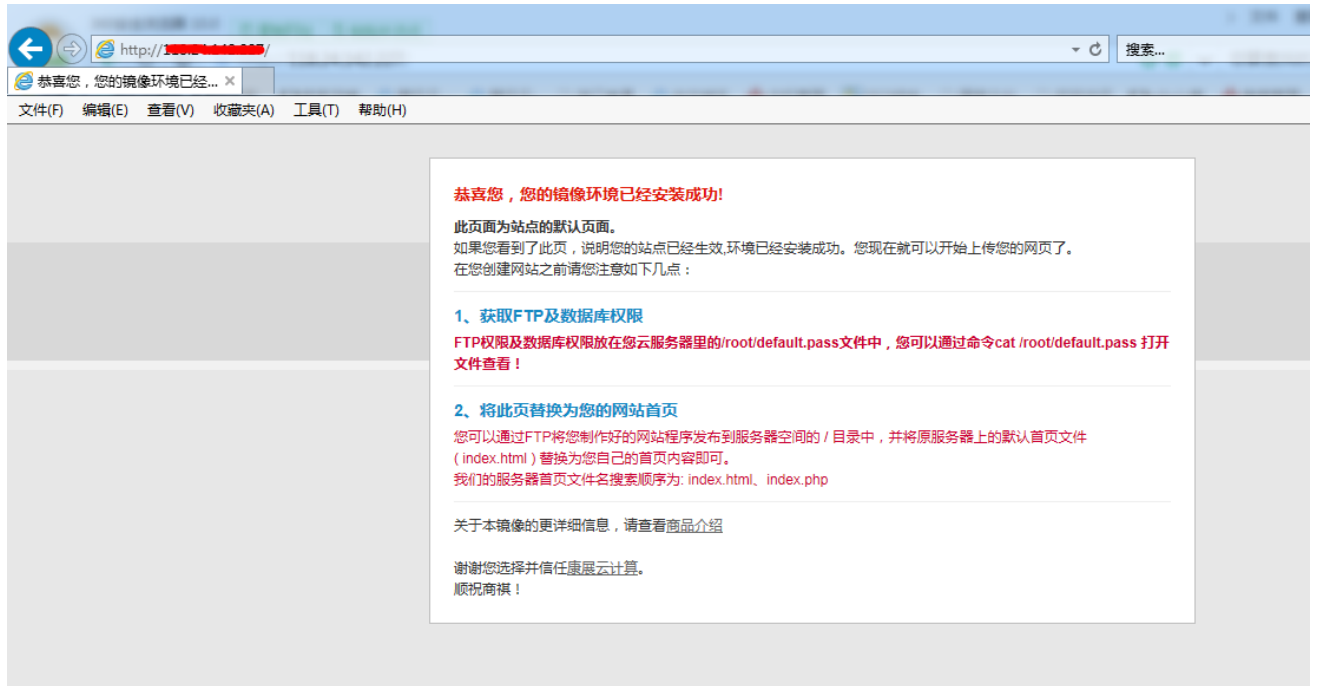 http://
搜索...
恭喜您，您的镜像环境已经...
文件(F) 编辑(E) 查看(V) 收藏夹(A) 工具(T) 帮助(H)
恭喜您，您的镜像环境已经安装成功!
此页面为站点的默认页面。
如果您看到了此页，说明您的站点已经生效,环境已经安装成功。您现在就可以开始上传您的网页了。
在您创建网站之前请您注意如下几点：
1、获取FTP及数据库权限
FTP权限及数据库权限放在您云服务器里的/root/default.pass文件中，您可以通过命令cat /root/default.pass 打开
文件查看！
2、将此页替换为您的网站首页
您可以通过FTP将您制作好的网站程序发布到服务器空间的 / 目录中，并将原服务器上的默认首页文件
( index.html ) 替换为您自己的首页内容即可。
我们的服务器首页文件名搜索顺序为: index.html、index.php
关于本镜像的更详细信息，请查看商品介绍
谢谢您选择并信任康展云计算。
顺祝商祺！